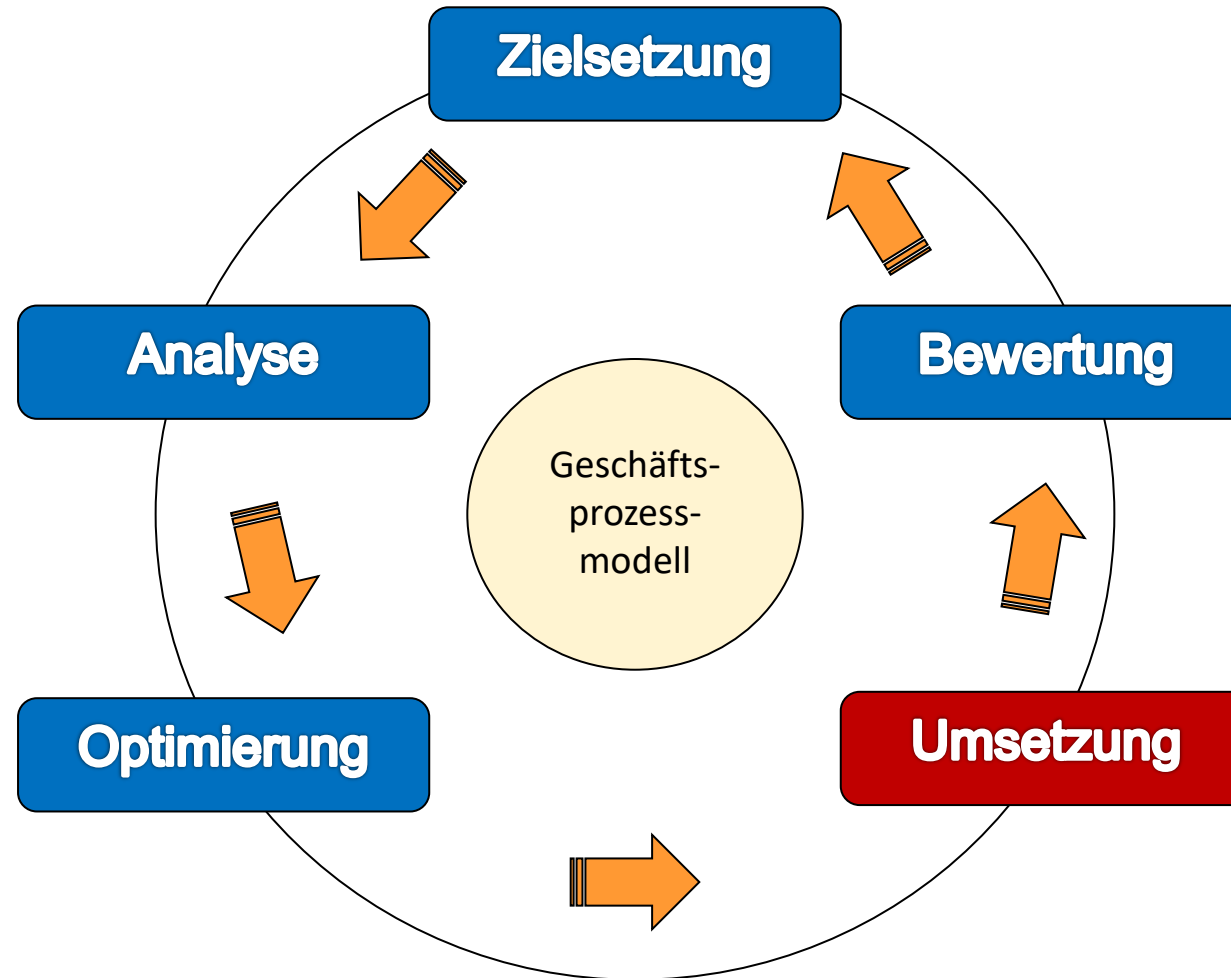 Zielsetzung
Analyse
Bewertung
Geschäfts-
prozess-
modell
Optimierung
Umsetzung